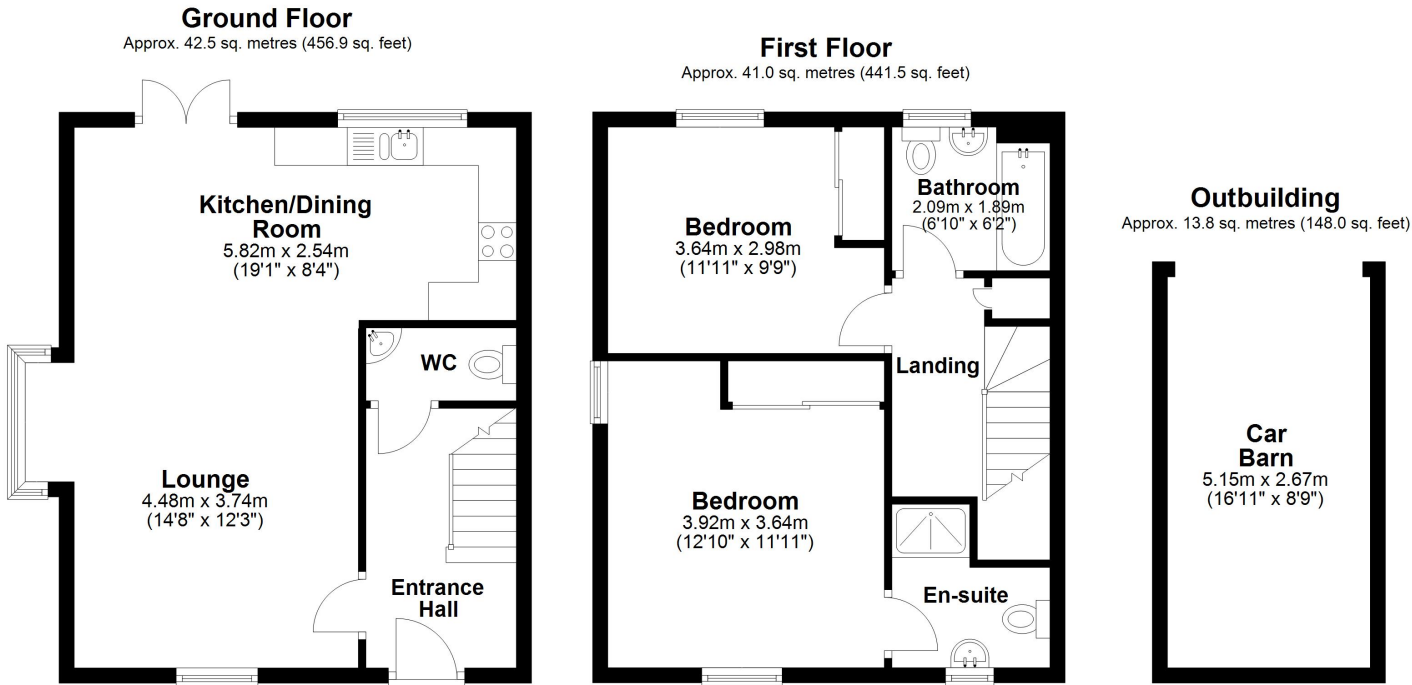 Ground Floor
Approx. 42.5 sq. metres (456.9 sq. feet)
Kitchen/Dining
Room
5.82m x 2.54m
(19'1" x 8'4")
WC
Lounge
4.48m x 3.74m
(14'8" x 12'3")
Entrance
Hall
First Floor
Approx. 41.0 sq. metres (441.5 sq. feet)
Bedroom
3.64m x 2.98m
(11'11" x 9'9")
Bathroom
2.09m x 1.89m
(6'10" x 6'2")
Landing
Bedroom
3.92m x 3.64m
(12'10" x 11'11")
En-suite
Outbuilding
Approx. 13.8 sq. metres (148.0 sq. feet)
Car
Barn
5.15m x 2.67m
(16'11" x 8'9")